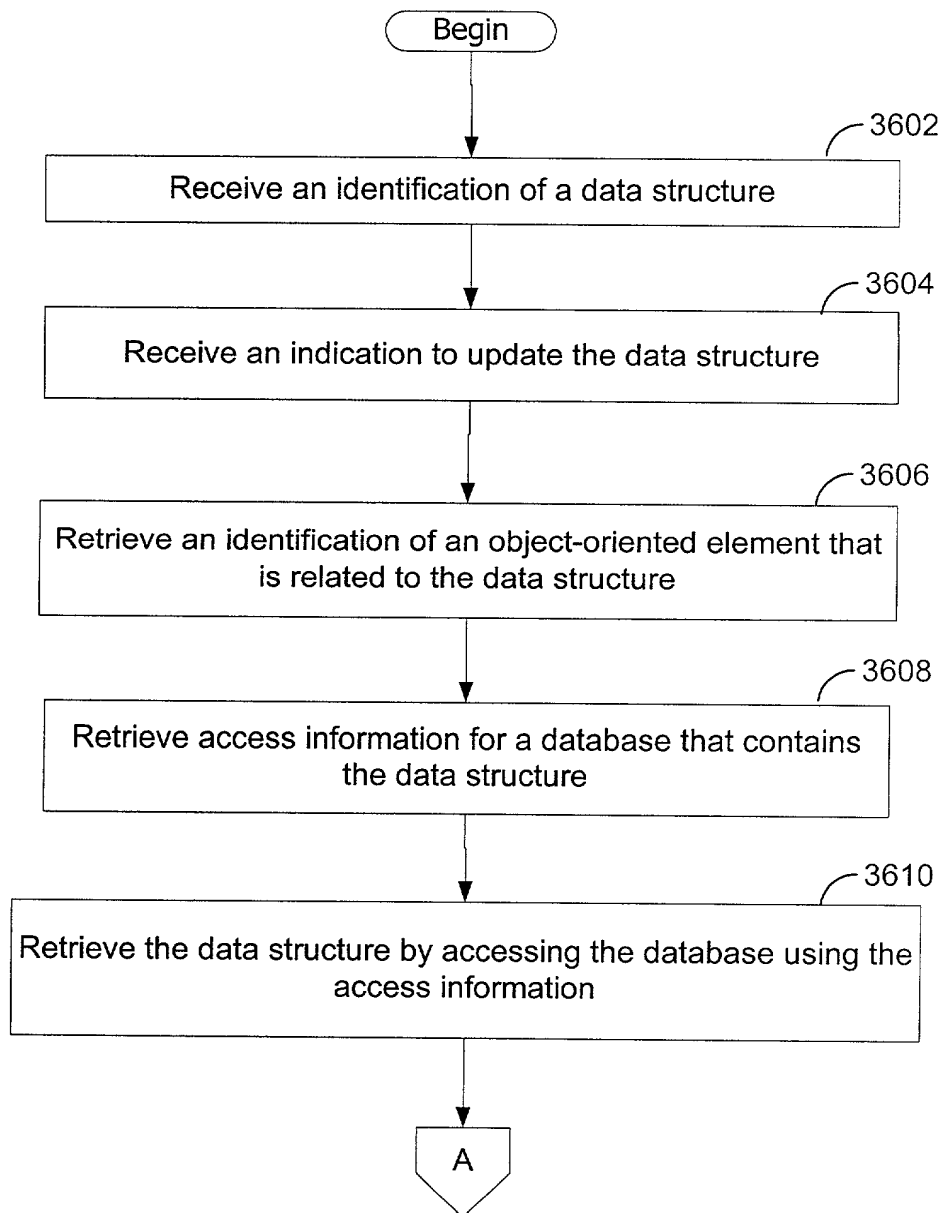 Begin
3602
Receive an identification of a data structure
3604
Receive an indication to update the data structure
3606
Retrieve an identification of an object-oriented element that
is related to the data structure
3608
Retrieve access information for a database that contains
the data structure
3610
Retrieve the data structure by accessing the database using the
access information
A